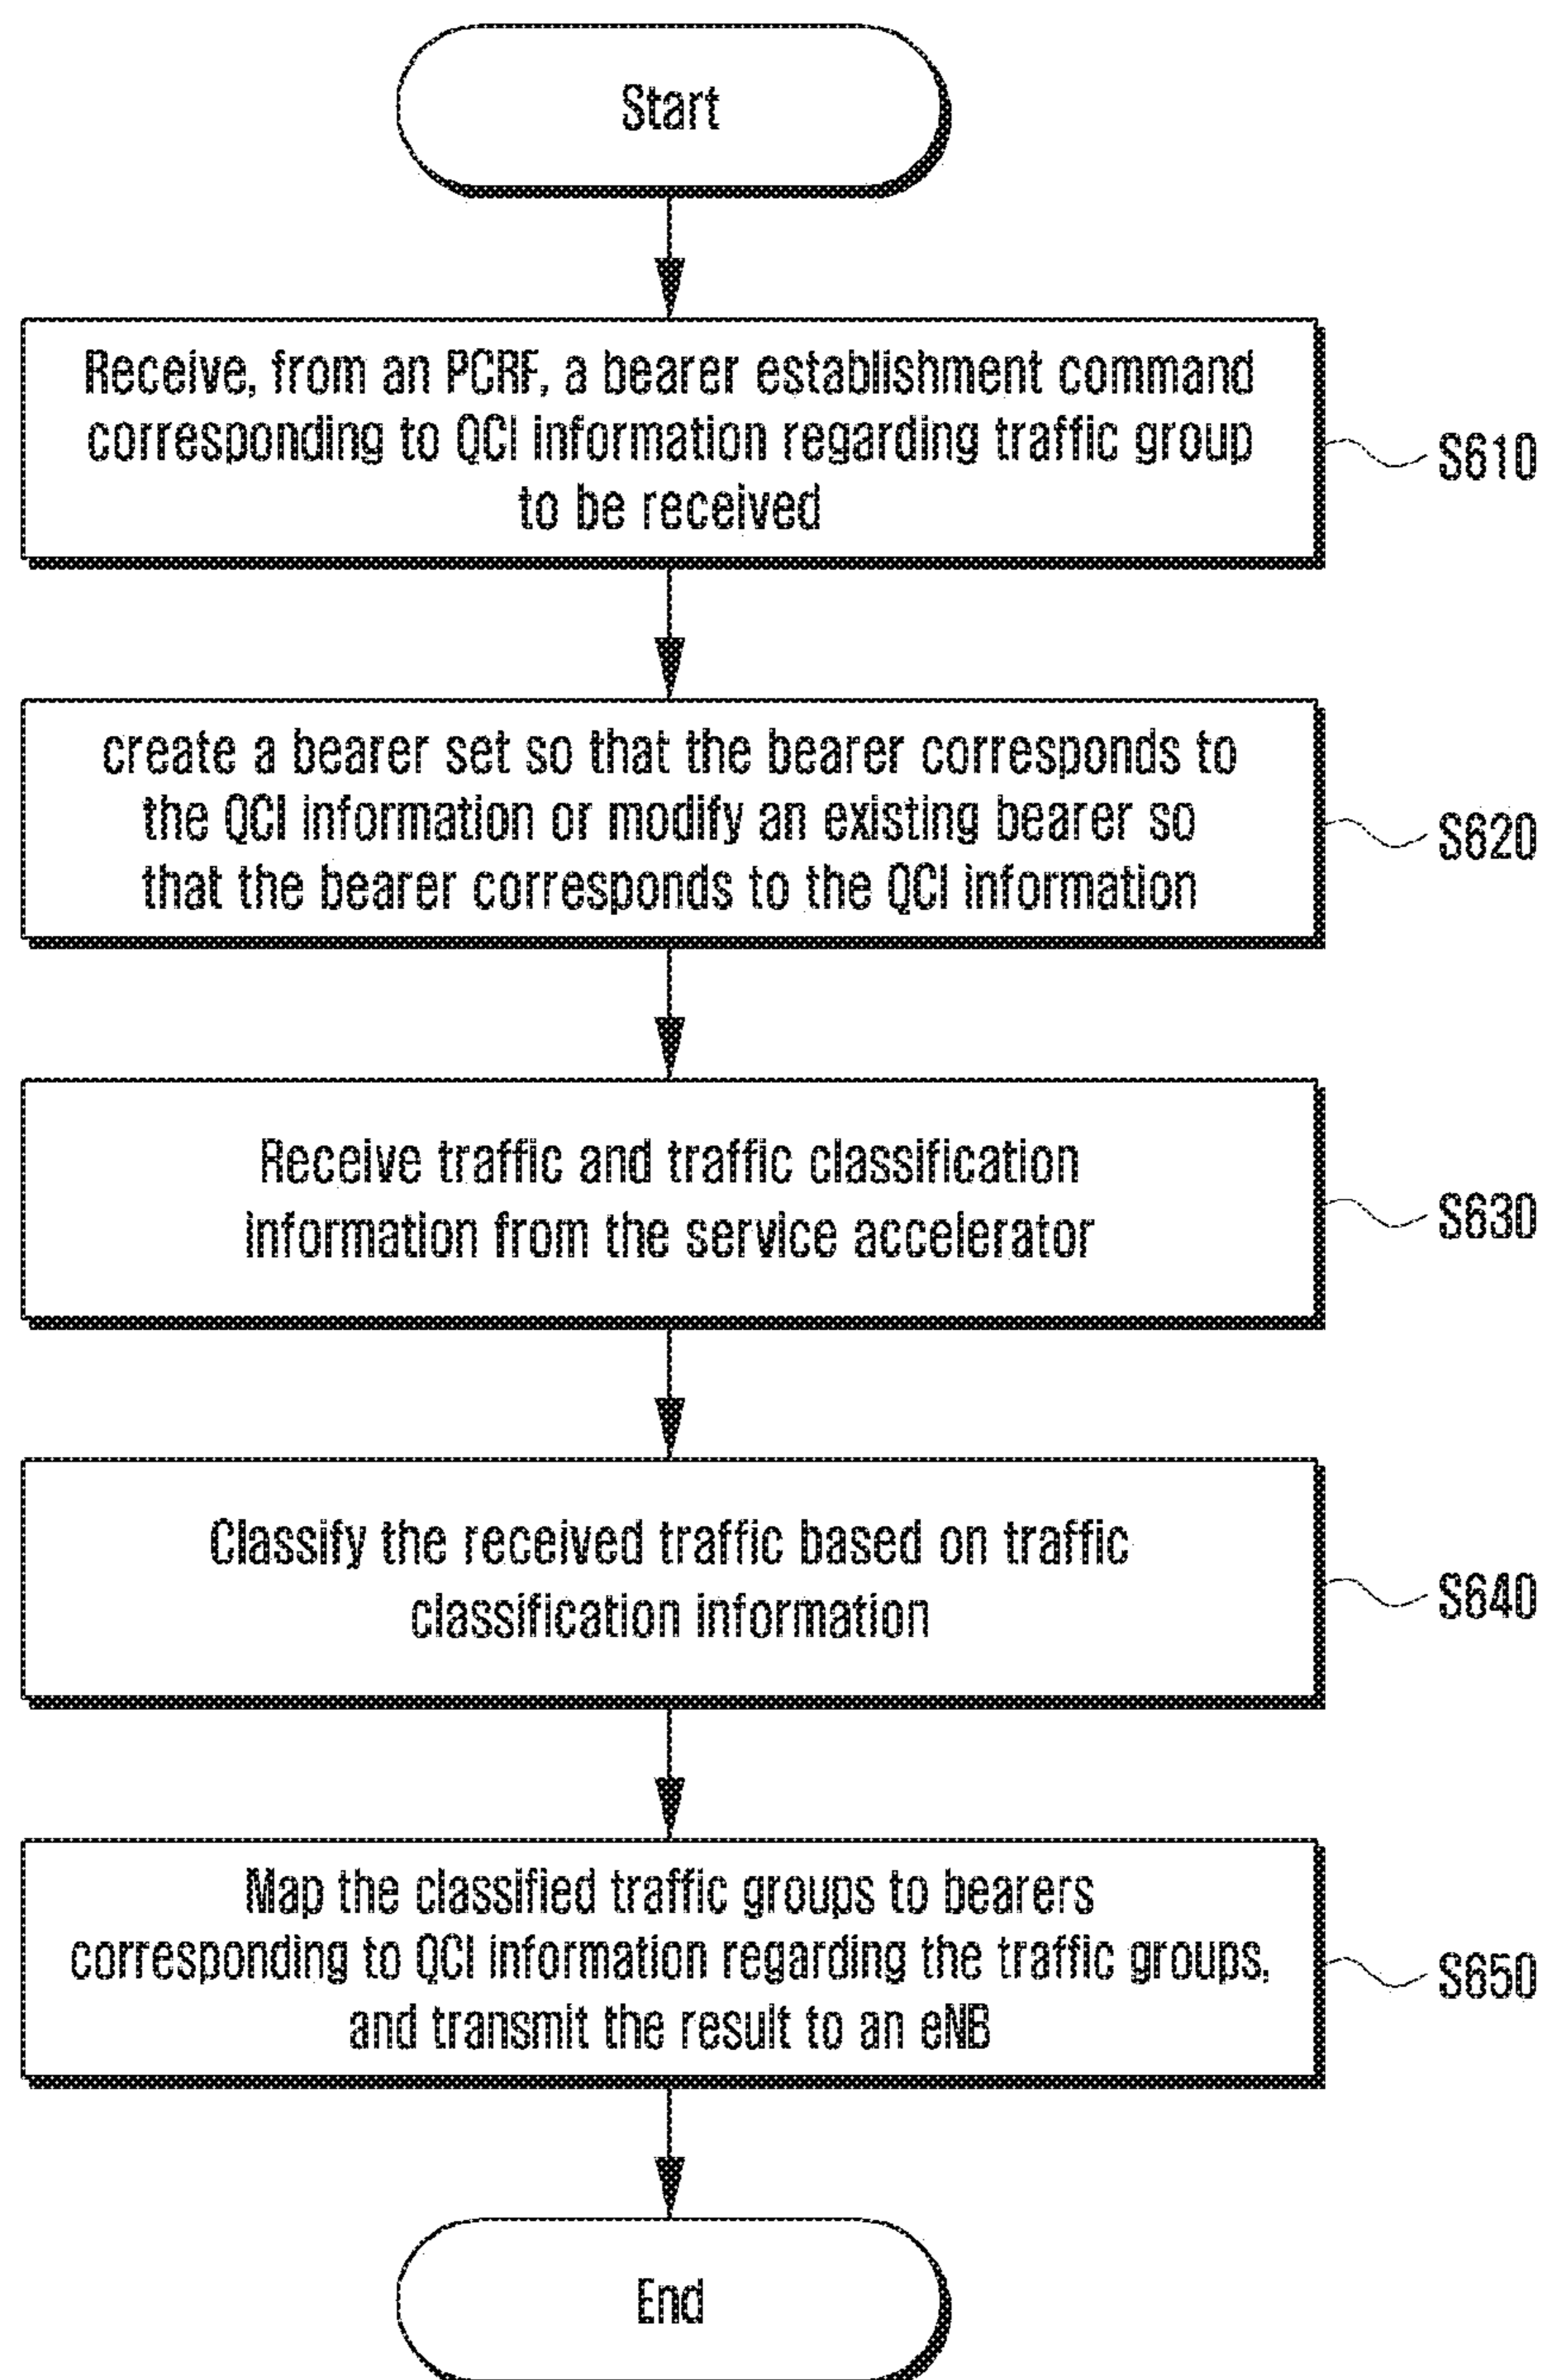 Start
Receive, from an PCRF, a bearer establishment command
corresponding to QCI information regarding traffic group
to be received
S610
create a bearer set so that the bearer corresponds to
the QCI information or modify an existing bearer so
that the bearer corresponds to the QCI information
S620
Receive traffic and traffic classification
information from the service accelerator
S630
Classify the received traffic based on traffic
classification information
S640
Map the classified traffic groups to bearers
corresponding to QCI information regarding the traffic groups,
and transmit the result to an eNB
S650
End